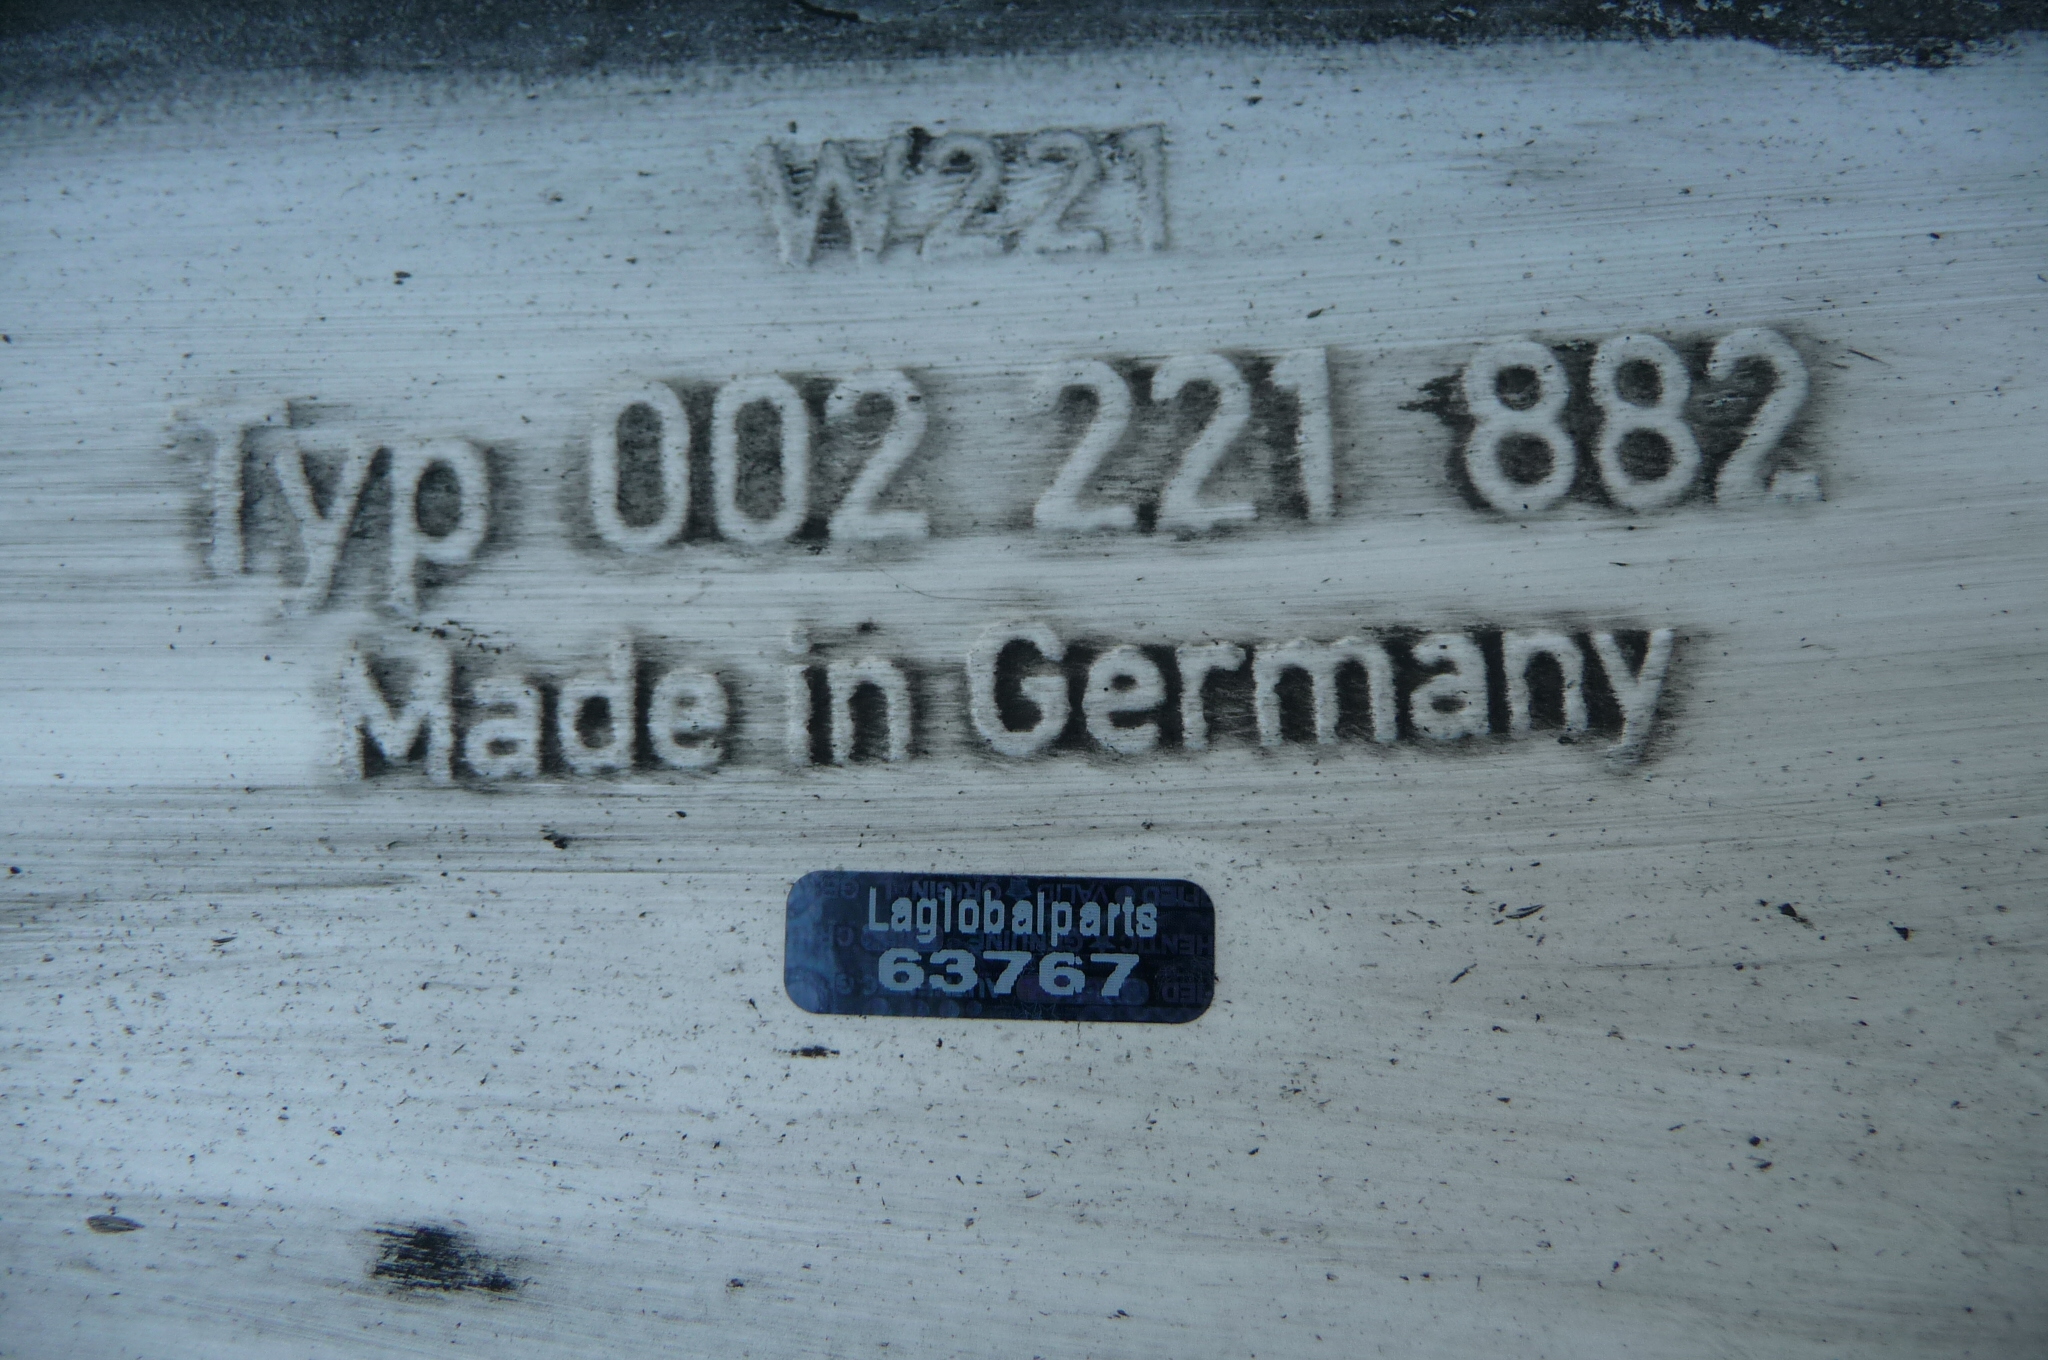 W221
Typ 002 221 882
Made in Germany
Laglobalparts
63767